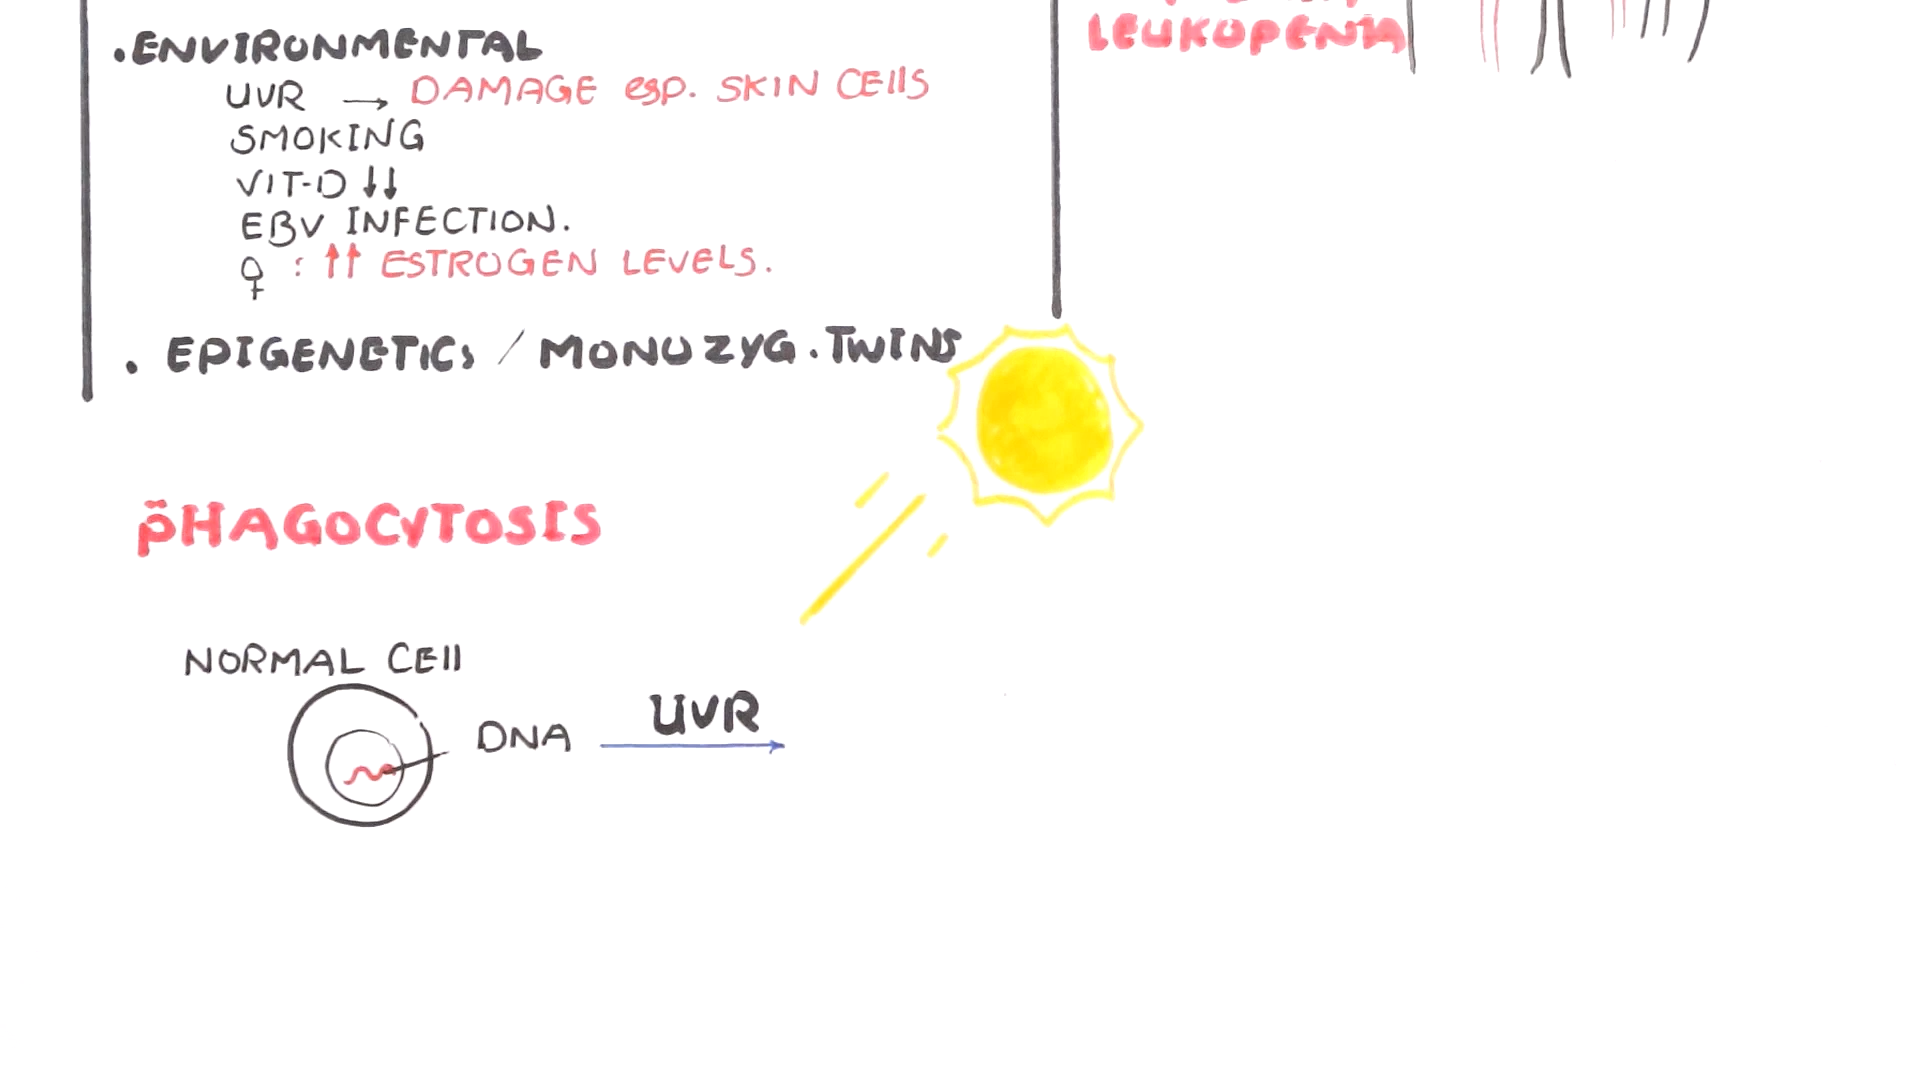 LEUKOPENIA
• ENVIRONMENTAL
UVR → DAMAGE esp. SKIN CEllS
SMOKING
VIT-D ↓↓
EBV INFECTION.
♀ : ↑↑ ESTROGEN LEVELS.
• EPIGENETICs / MONOZYG. TWINS
p̈HAGOCYTOSIS
NORMAL CEll
DNA
UVR